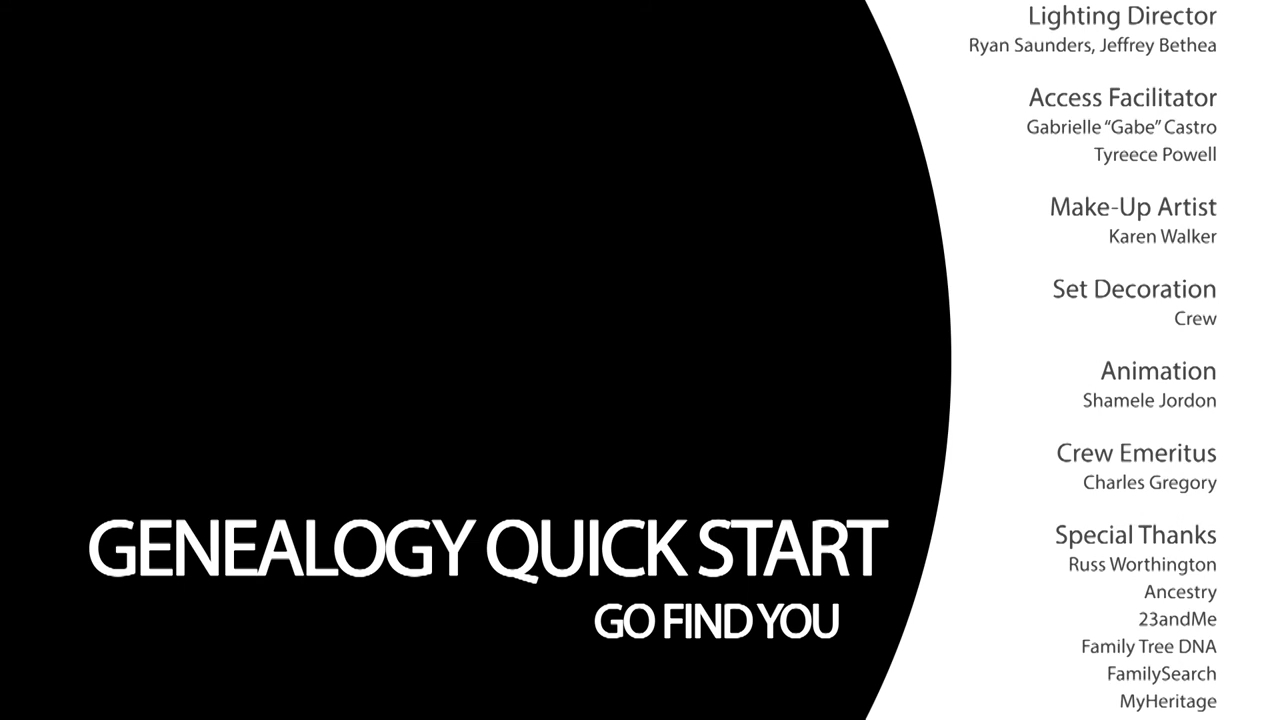 GENEALOGY QUICK START
GO FIND YOU
Lighting Director
Ryan Saunders, Jeffrey Bethea
Access Facilitator
Gabrielle “Gabe” Castro
Tyreece Powell
Make-Up Artist
Karen Walker
Set Decoration
Crew
Animation
Shamele Jordon
Crew Emeritus
Charles Gregory
Special Thanks
Russ Worthington
Ancestry
23andMe
Family Tree DNA
FamilySearch
MyHeritage